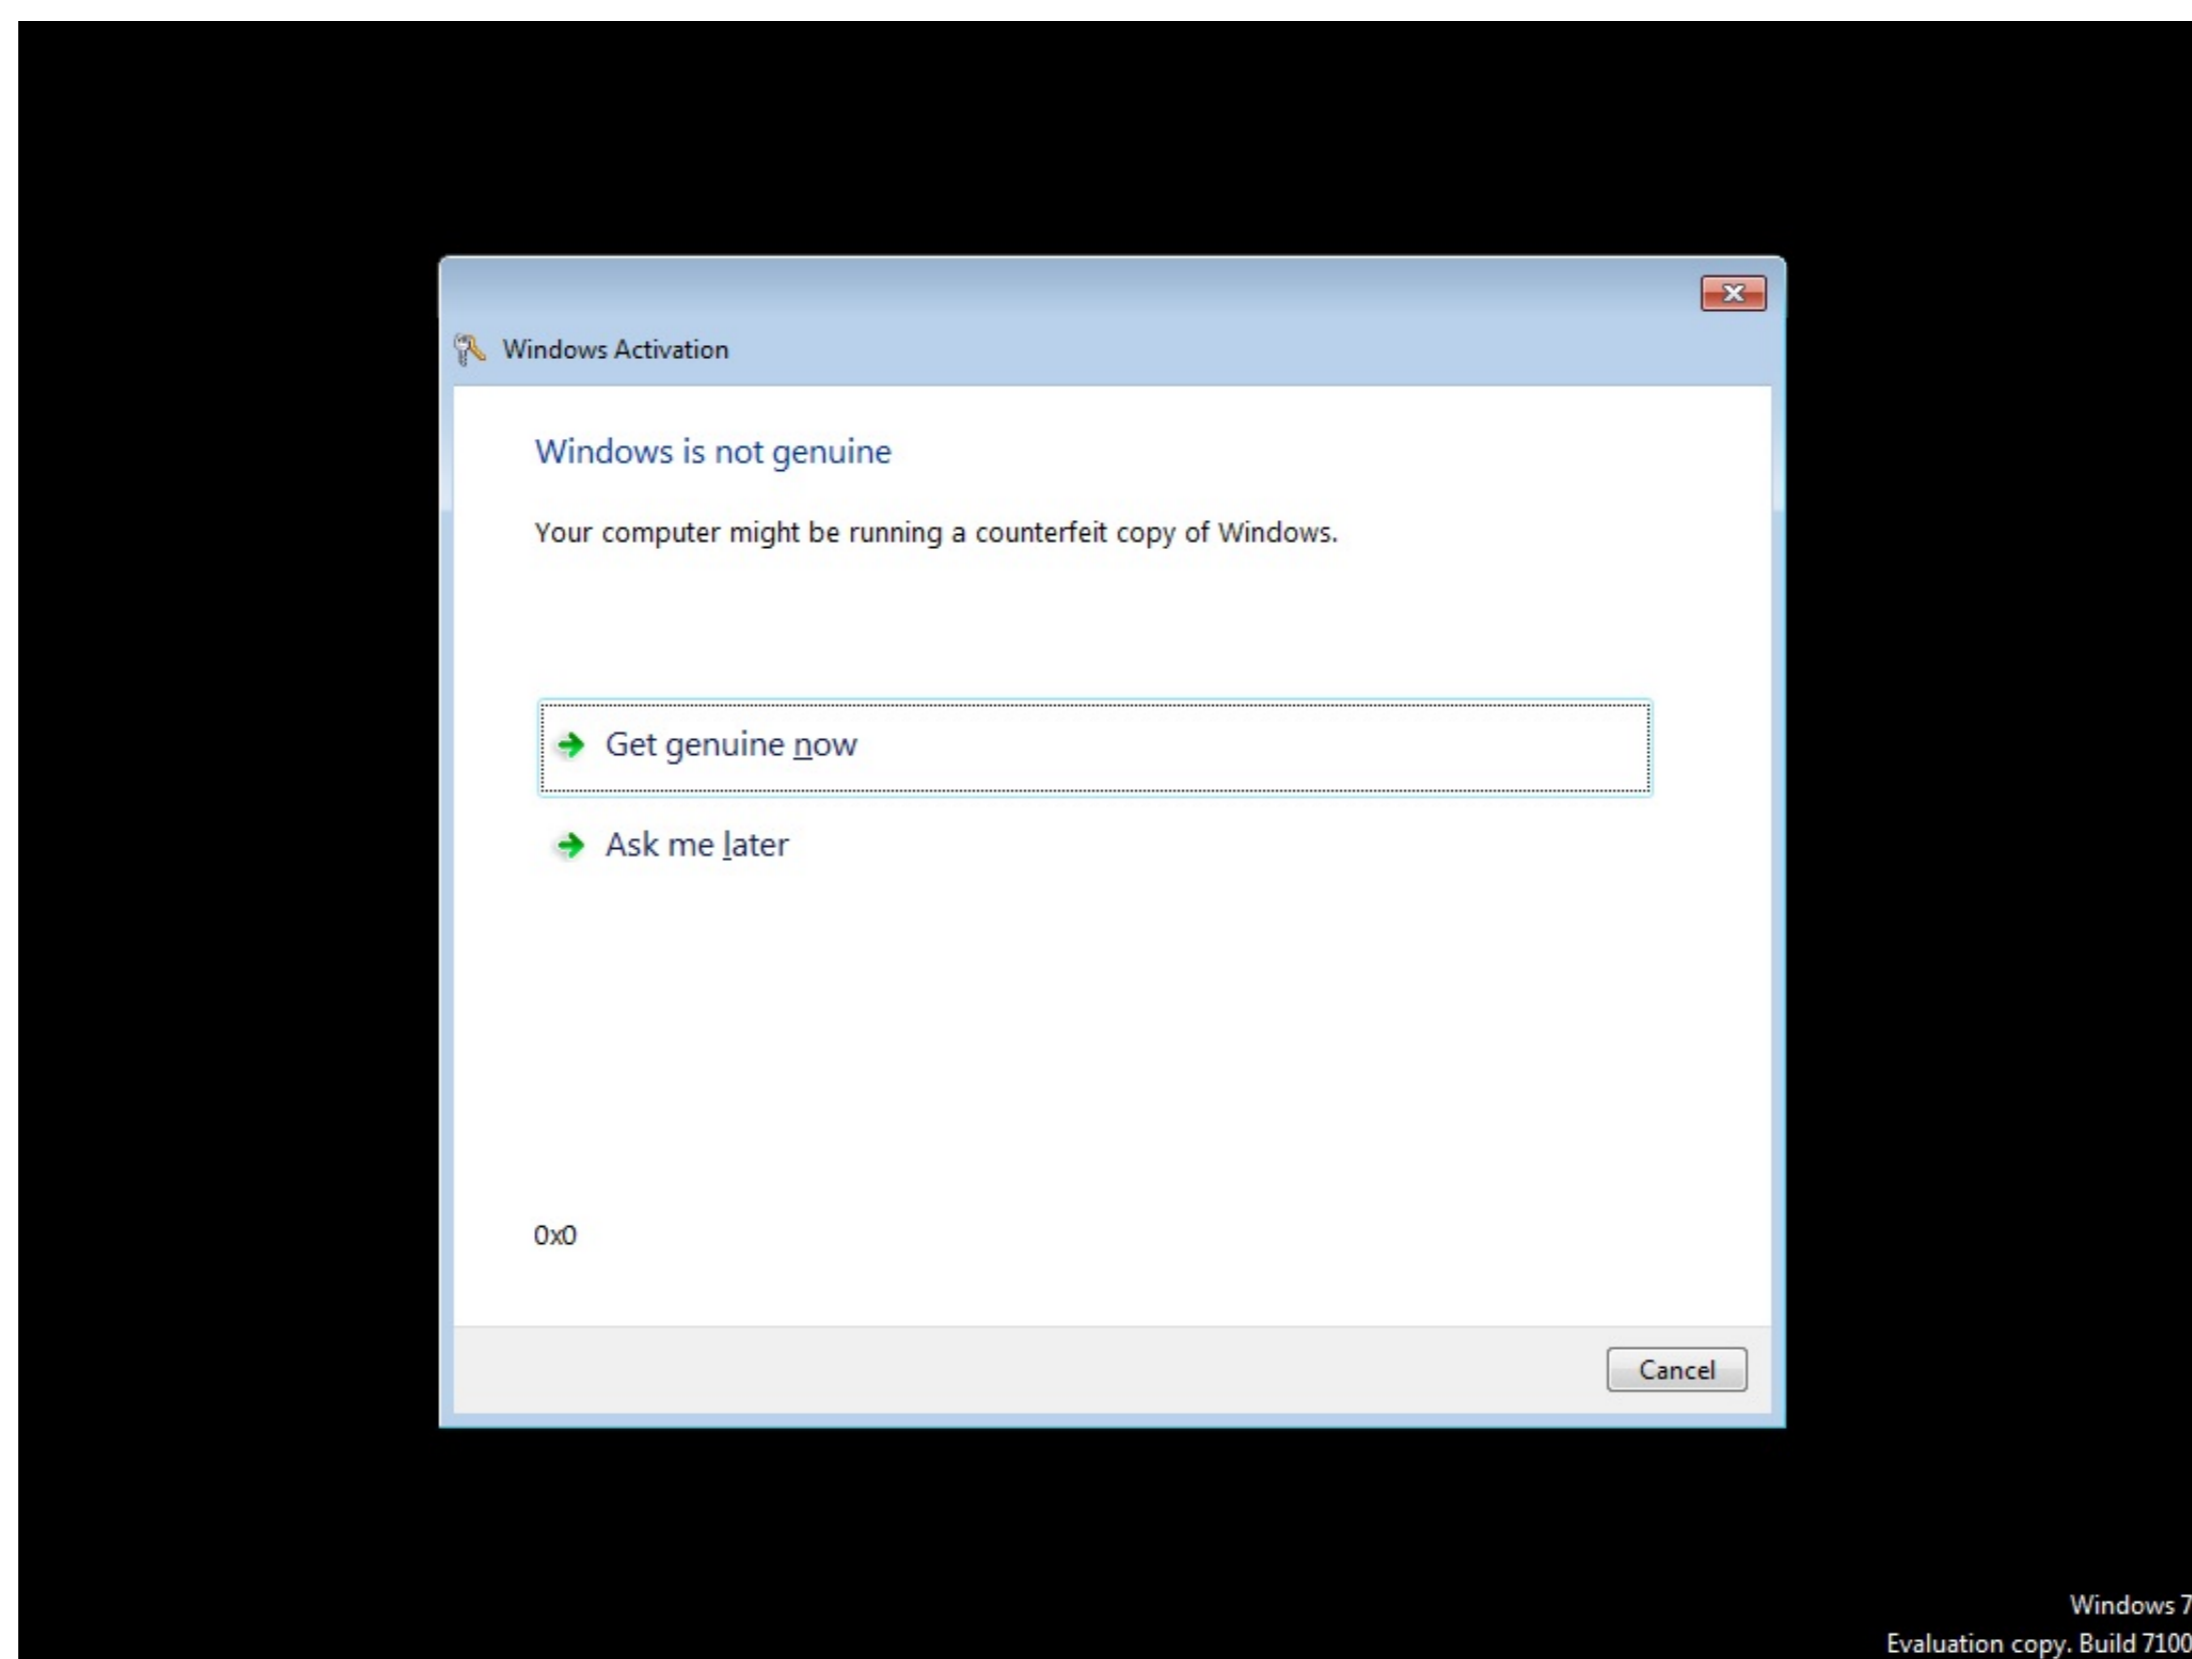 Windows Activation
Windows is not genuine
Your computer might be running a counterfeit copy of Windows.
Get genuine now
Ask me later
0x0
Cancel
Windows 7
Evaluation copy. Build 7100